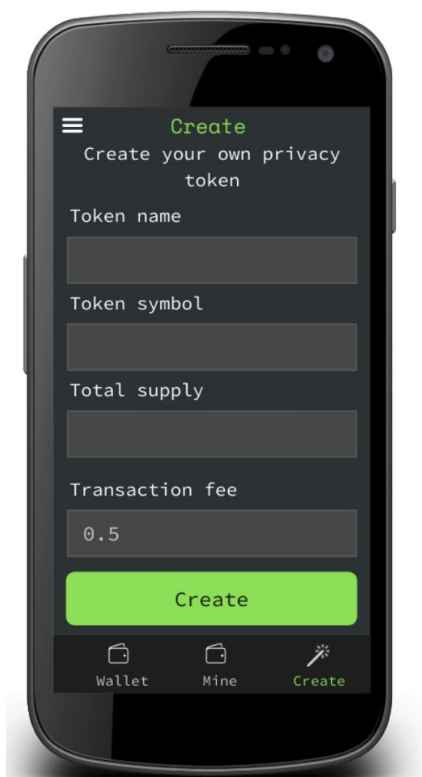 Create
Create your own privacy
token
Token name
Token symbol
Total supply
Transaction fee
0.5
Create
Wallet Mine Create